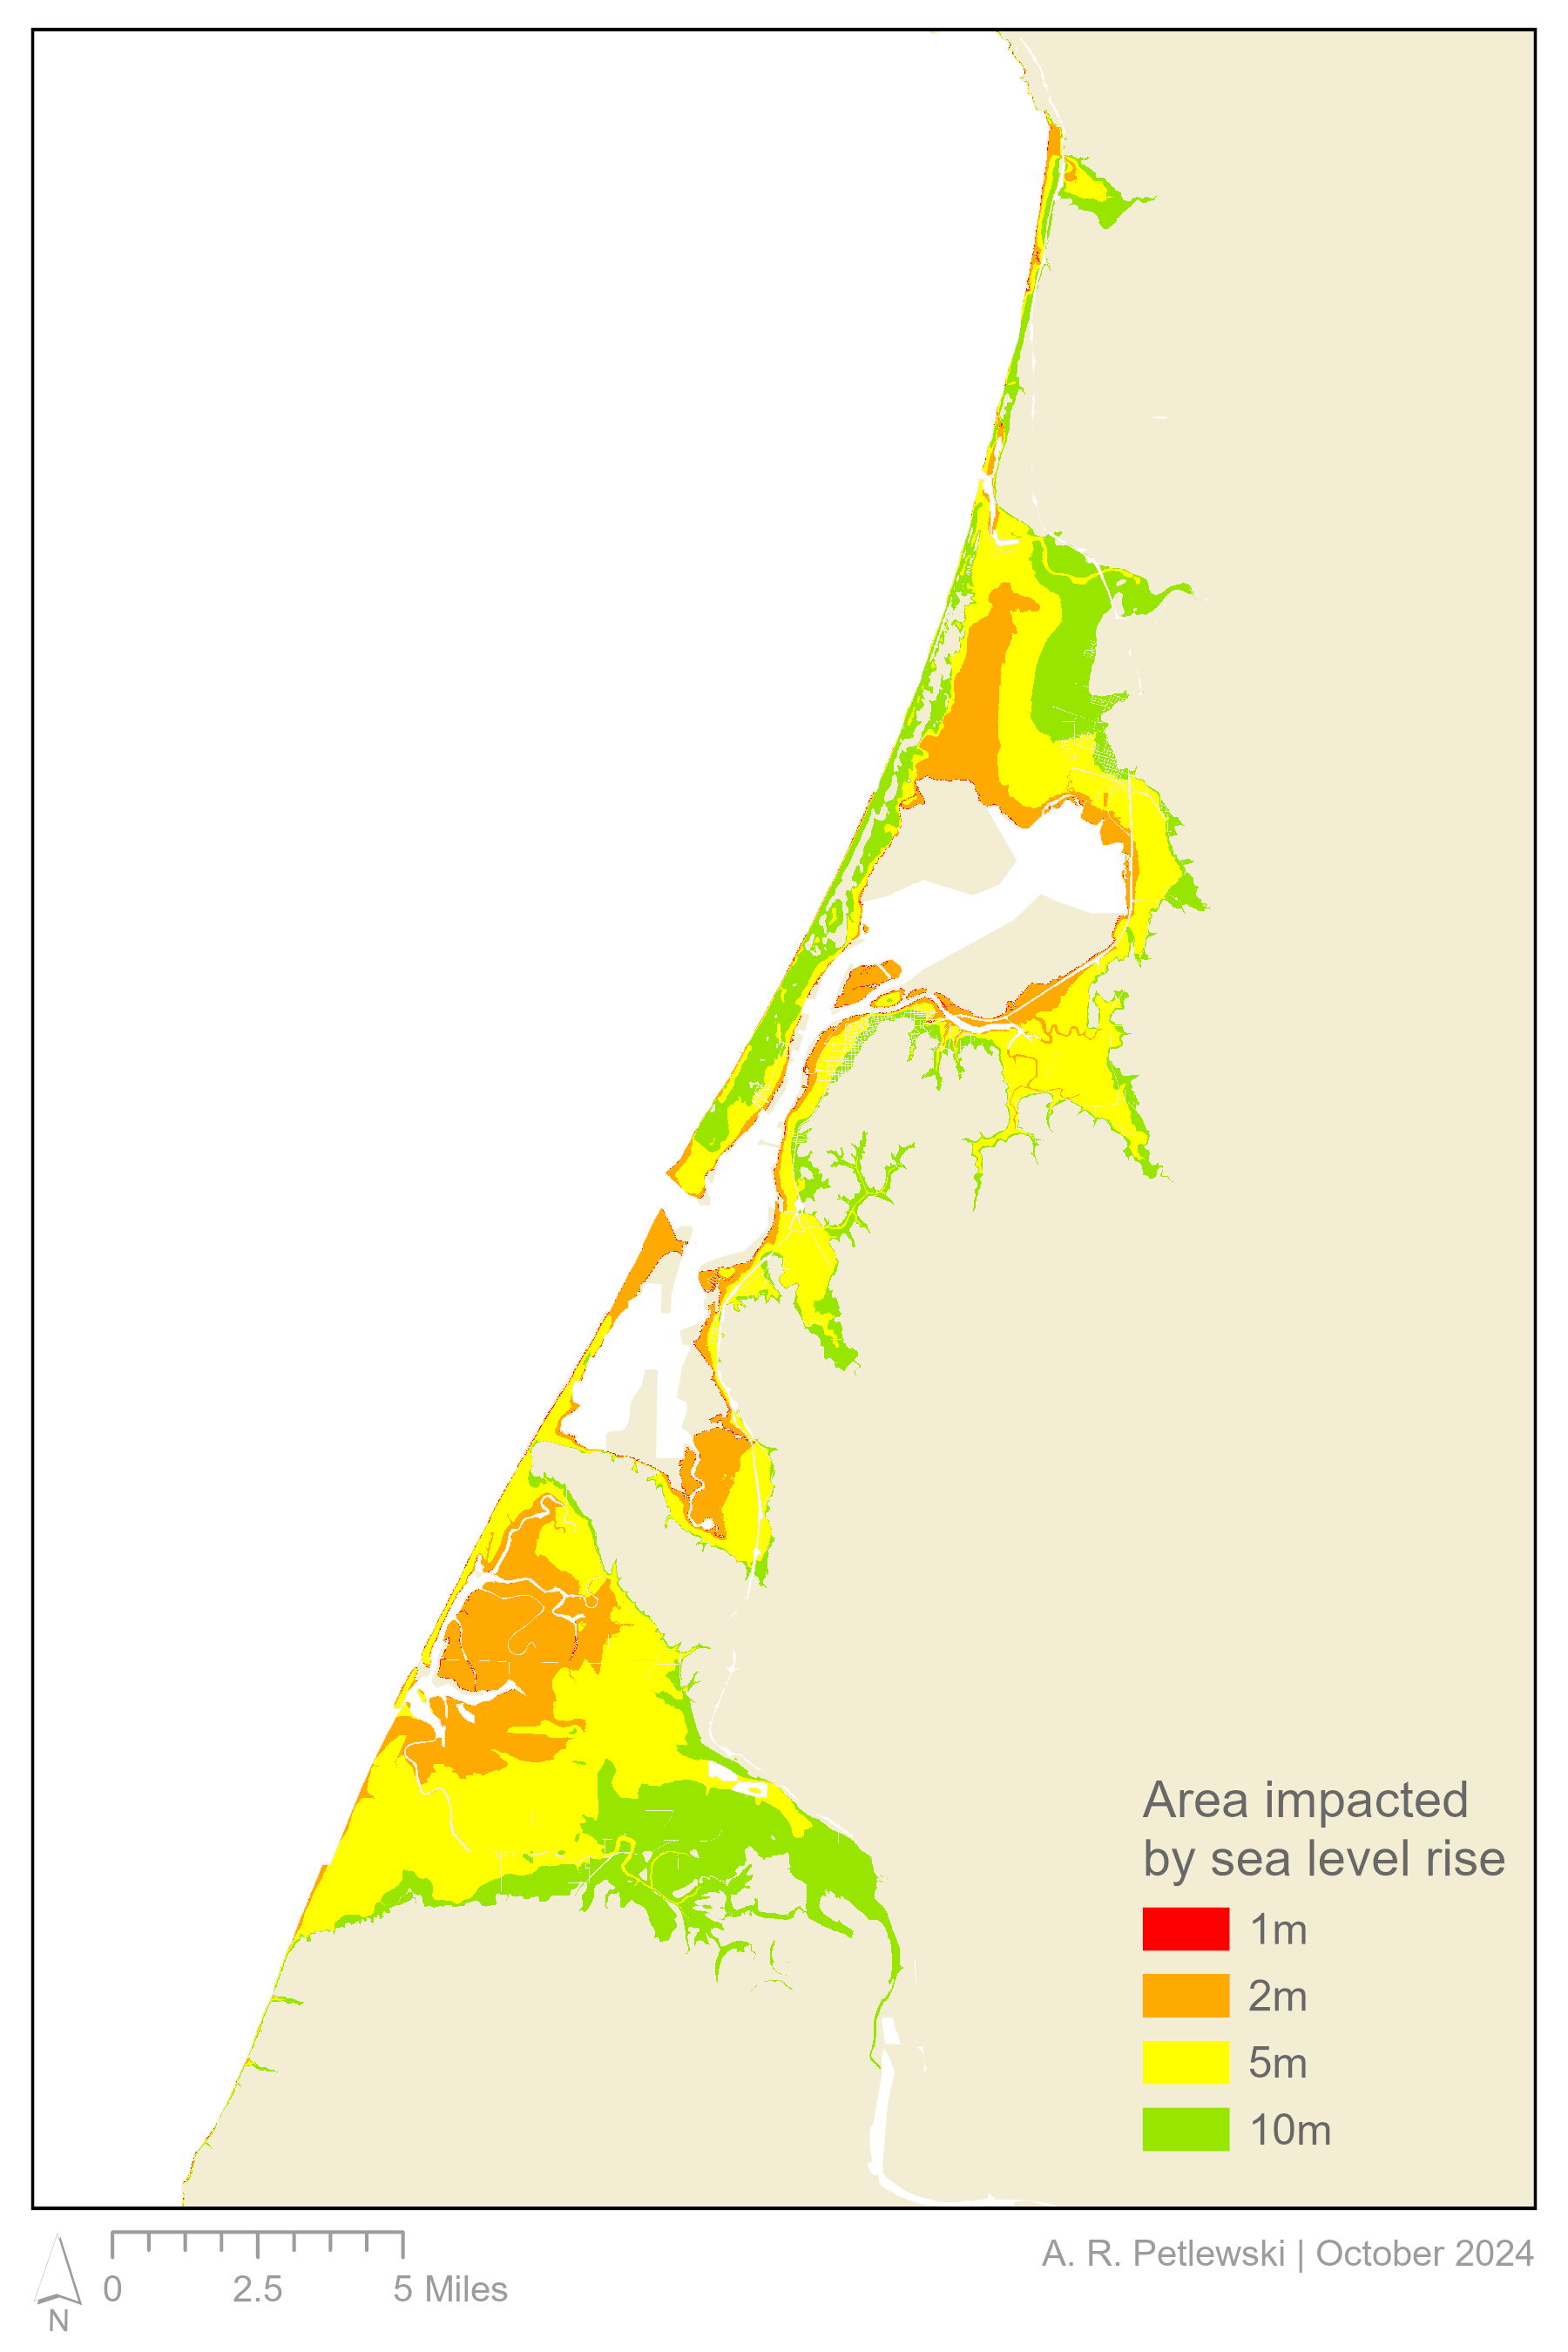 Area impacted
by sea level rise
1m
2m
5m
10m
N
0 2.5 5 Miles
A. R. Petlewski | October 2024